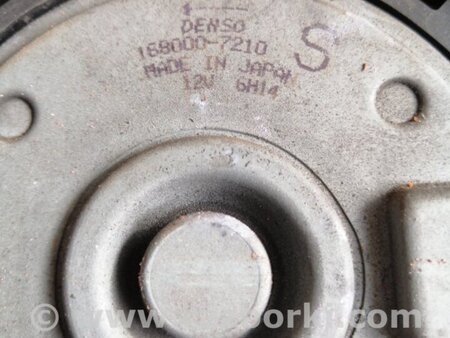 DENSO
168000-7210
MADE IN JAPAN
12V 6H14
S